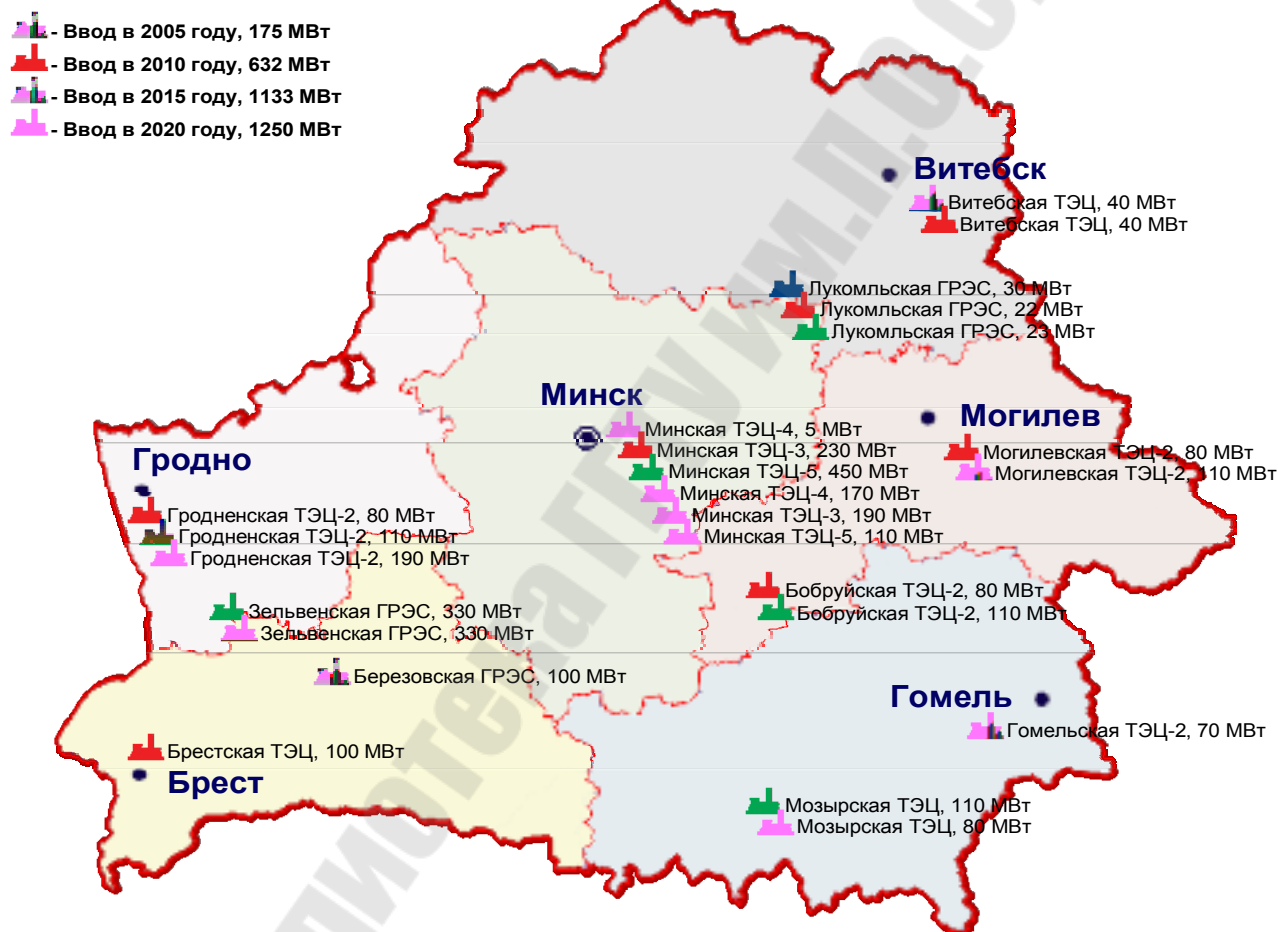 - Ввод в 2005 году, 175 МВт
- Ввод в 2010 году, 632 МВт
- Ввод в 2015 году, 1133 МВт
- Ввод в 2020 году, 1250 МВт
Витебск
Витебская ТЭЦ, 40 МВт
Витебская ТЭЦ, 40 МВт
Лукомльская ГРЭС, 30 МВт
Лукомльская ГРЭС, 22 МВт
Лукомльская ГРЭС, 23 МВт
Минск
Минская ТЭЦ-4, 5 МВт
Минская ТЭЦ-3, 230 МВт
Минская ТЭЦ-5, 450 МВт
Минская ТЭЦ-4, 170 МВт
Минская ТЭЦ-3, 190 МВт
Минская ТЭЦ-5, 110 МВт
Могилев
Могилевская ТЭЦ-2, 80 МВт
Могилевская ТЭЦ-2, 110 МВт
Гродно
Гродненская ТЭЦ-2, 80 МВт
Гродненская ТЭЦ-2, 110 МВт
Гродненская ТЭЦ-2, 190 МВт
Зельвенская ГРЭС, 330 МВт
Зельвенская ГРЭС, 330 МВт
Бобруйская ТЭЦ-2, 80 МВт
Бобруйская ТЭЦ-2, 110 МВт
Березовская ГРЭС, 100 МВт
Гомель
Гомельская ТЭЦ-2, 70 МВт
Брестская ТЭЦ, 100 МВт
Брест
Мозырская ТЭЦ, 110 МВт
Мозырская ТЭЦ, 80 МВт